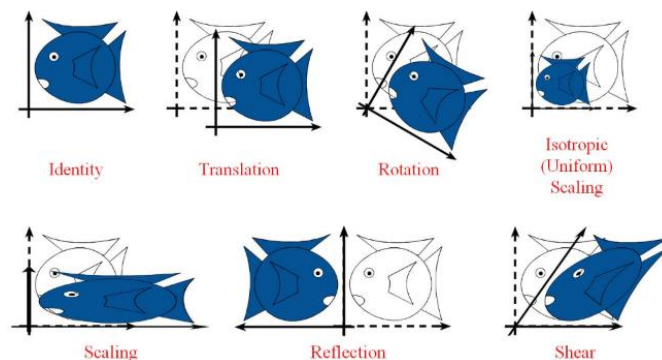 Identity
Translation
Rotation
Isotropic
(Uniform)
Scaling
Scaling
Reflection
Shear